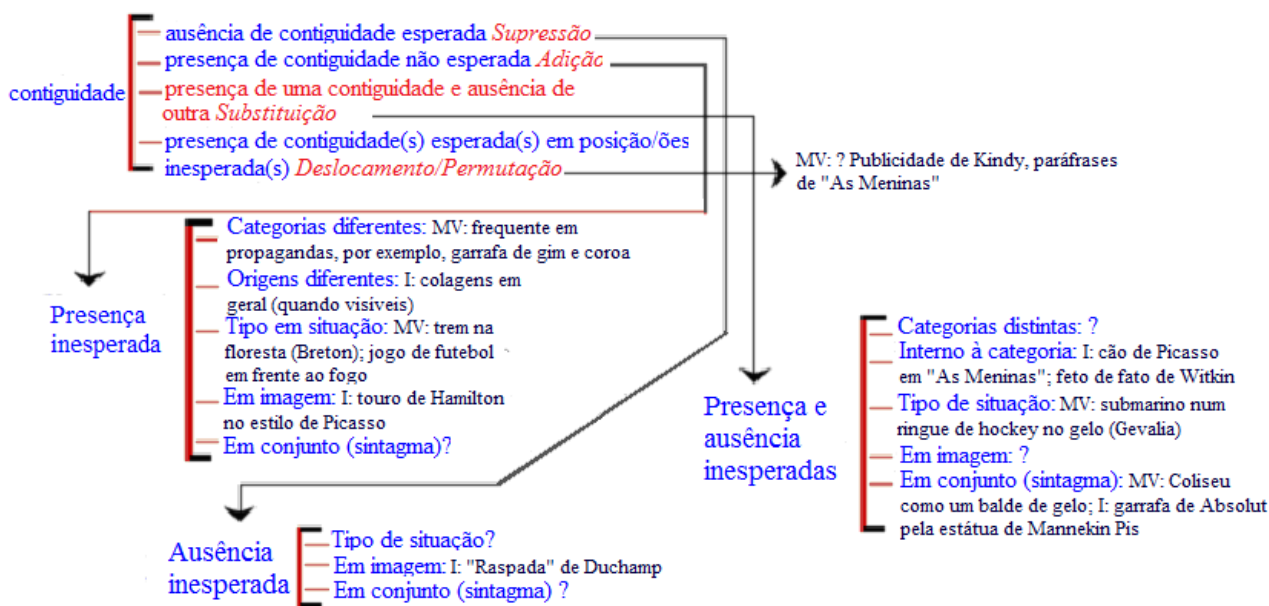 contiguidade
ausência de contiguidade esperada Supressão
presença de contiguidade não esperada Adição
presença de uma contiguidade e ausência de
outra Substituição
presença de contiguidade(s) esperada(s) em posição/ões
inesperada(s) Deslocamento/Permutação
MV: ? Publicidade de Kindy, paráfrases
de "As Meninas"
Presença
inesperada
Categorias diferentes: MV: frequente em
propagandas, por exemplo, garrafa de gim e coroa
Origens diferentes: I: colagens em
geral (quando visiveis)
Tipo em situação: MV: trem na
floresta (Breton); jogo de futebol
em frente ao fogo
Em imagem: I: touro de Hamilton
no estilo de Picasso
Em conjunto (sintagma)?
Presença e
ausência
inesperadas
Categorias distintas: ?
Interno à categoria: I: cão de Picasso
em "As Meninas"; feto de fato de Witkin
Tipo de situação: MV: submarino num
ringue de hockey no gelo (Gevalia)
Em imagem: ?
Em conjunto (sintagma): MV: Coliseu
como um balde de gelo; I: garrafa de Absolut
pela estátua de Mannekin Pis
Ausência
inesperada
Tipo de situação?
Em imagem: I: "Raspada" de Duchamp
Em conjunto (sintagma) ?